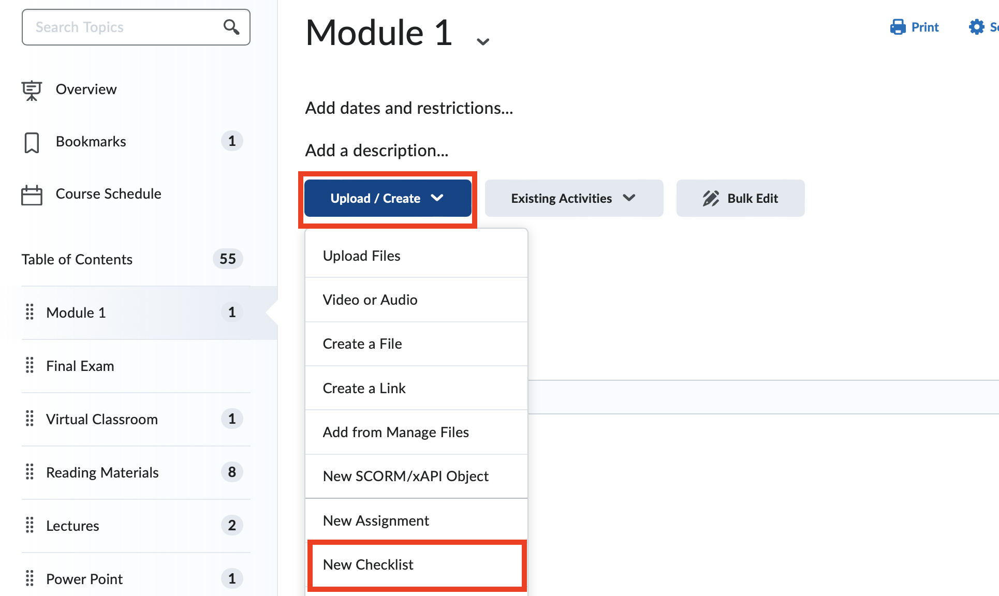 Search Topics
Overview
Bookmarks 1
Course Schedule
Table of Contents 55
Module 1 1
Final Exam
Virtual Classroom 1
Reading Materials 8
Lectures 2
Power Point 1
Module 1
Print
Add dates and restrictions...
Add a description...
Upload / Create
Existing Activities
Bulk Edit
Upload Files
Video or Audio
Create a File
Create a Link
Add from Manage Files
New SCORM/xAPI Object
New Assignment
New Checklist